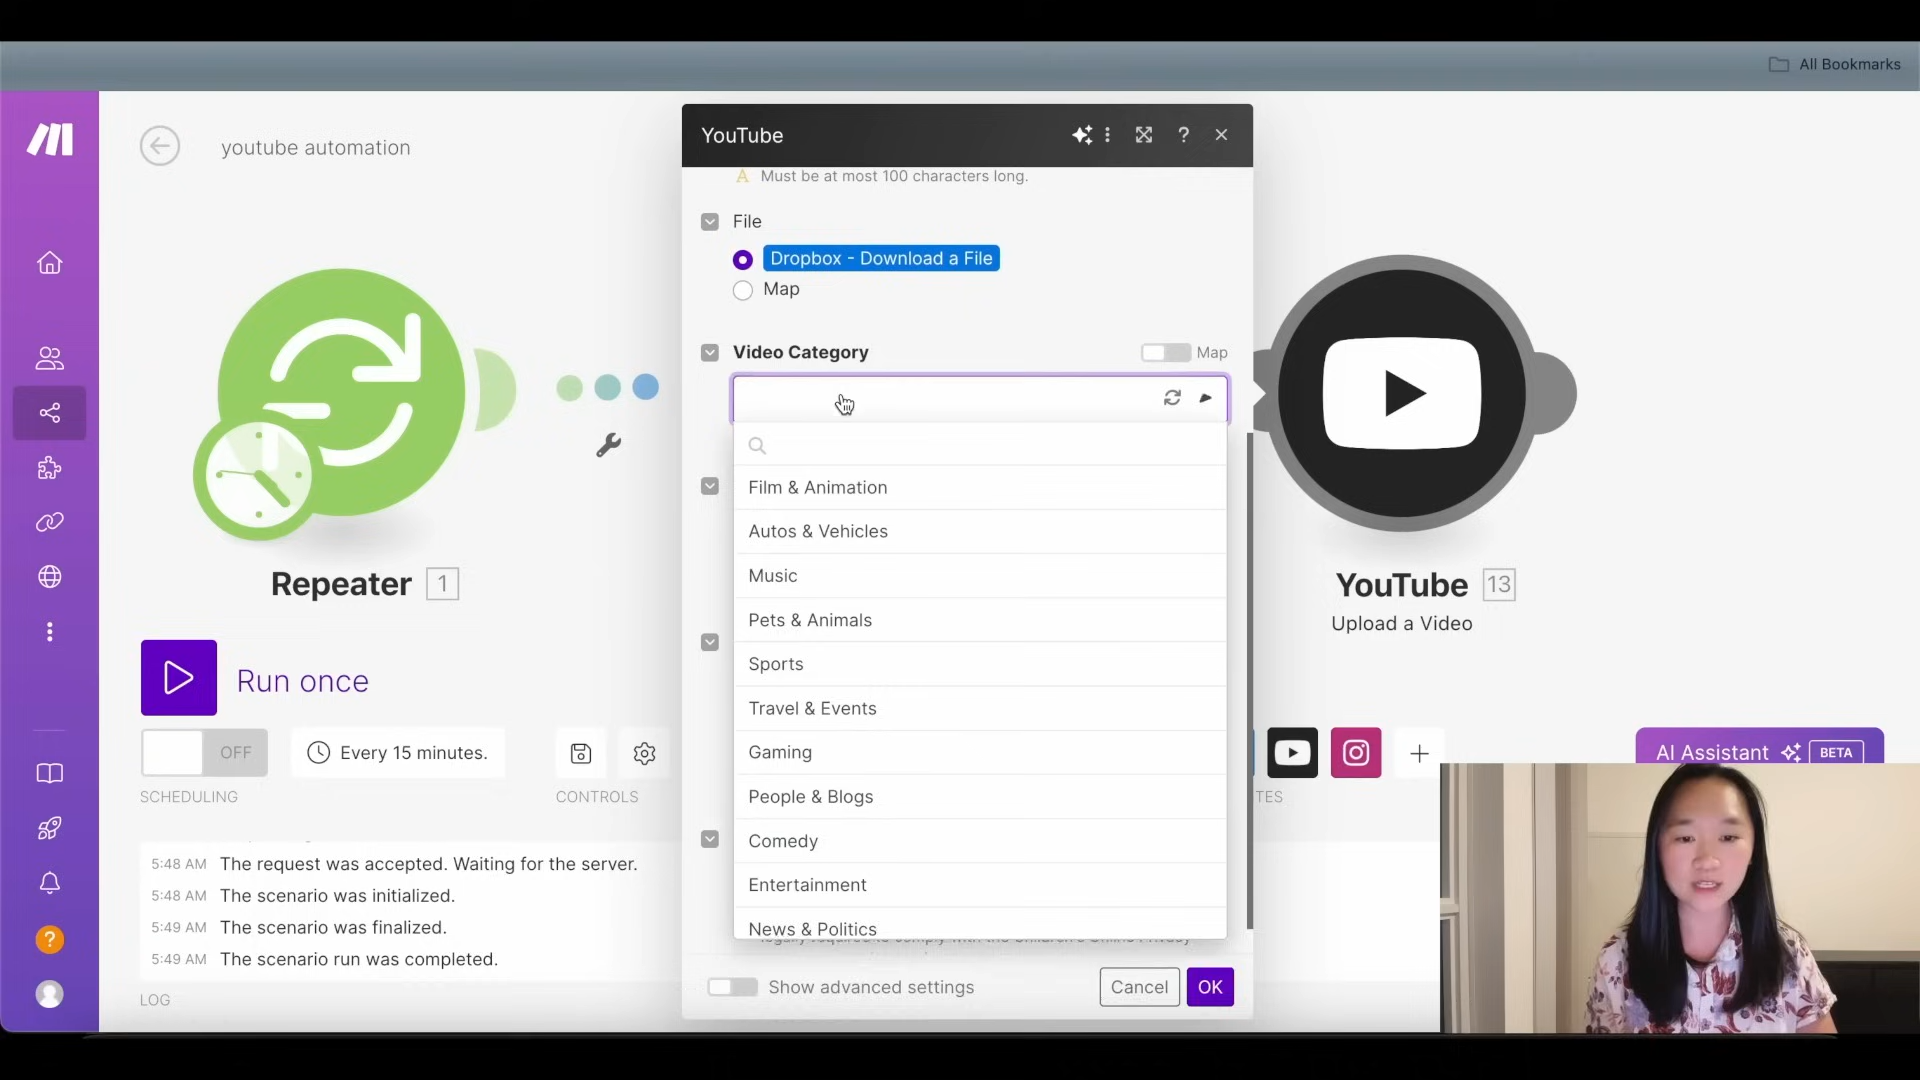 All Bookmarks
youtube automation
YouTube
Must be at most 100 characters long.
File
Dropbox - Download a File
Map
Video Category
Map
Film & Animation
Autos & Vehicles
Music
Pets & Animals
Sports
Travel & Events
Gaming
People & Blogs
Comedy
Entertainment
News & Politics
Show advanced settings
Cancel
OK
Repeater 1
Run once
OFF
Every 15 minutes.
SCHEDULING
CONTROLS
5:48 AM The request was accepted. Waiting for the server.
5:48 AM The scenario was initialized.
5:49 AM The scenario was finalized.
5:49 AM The scenario run was completed.
LOG
YouTube 13
Upload a Video
AI Assistant BETA